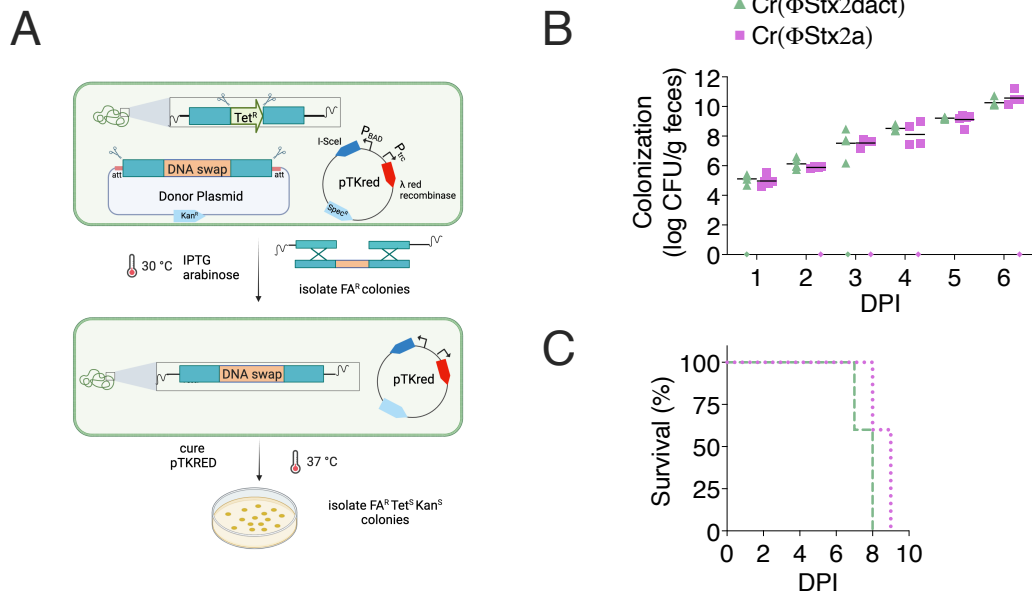 A
Tet^R
att
DNA swap
att
Donor Plasmid
Kan^R
I-SceI
P_BAD
P_trc
pTKred
λ red
recombinase
Spec^R
30 °C
IPTG
arabinose
isolate FA^R colonies
DNA swap
pTKred
cure
pTKRED
37 °C
isolate FA^R Tet^S Kan^S
colonies
B
Cr(ΦStx2dact)
Cr(ΦStx2a)
Colonization
(log CFU/g feces)
12
10
8
6
4
2
0
1 2 3 4 5 6
DPI
C
Survival (%)
100
75
50
25
0
0 2 4 6 8 10
DPI